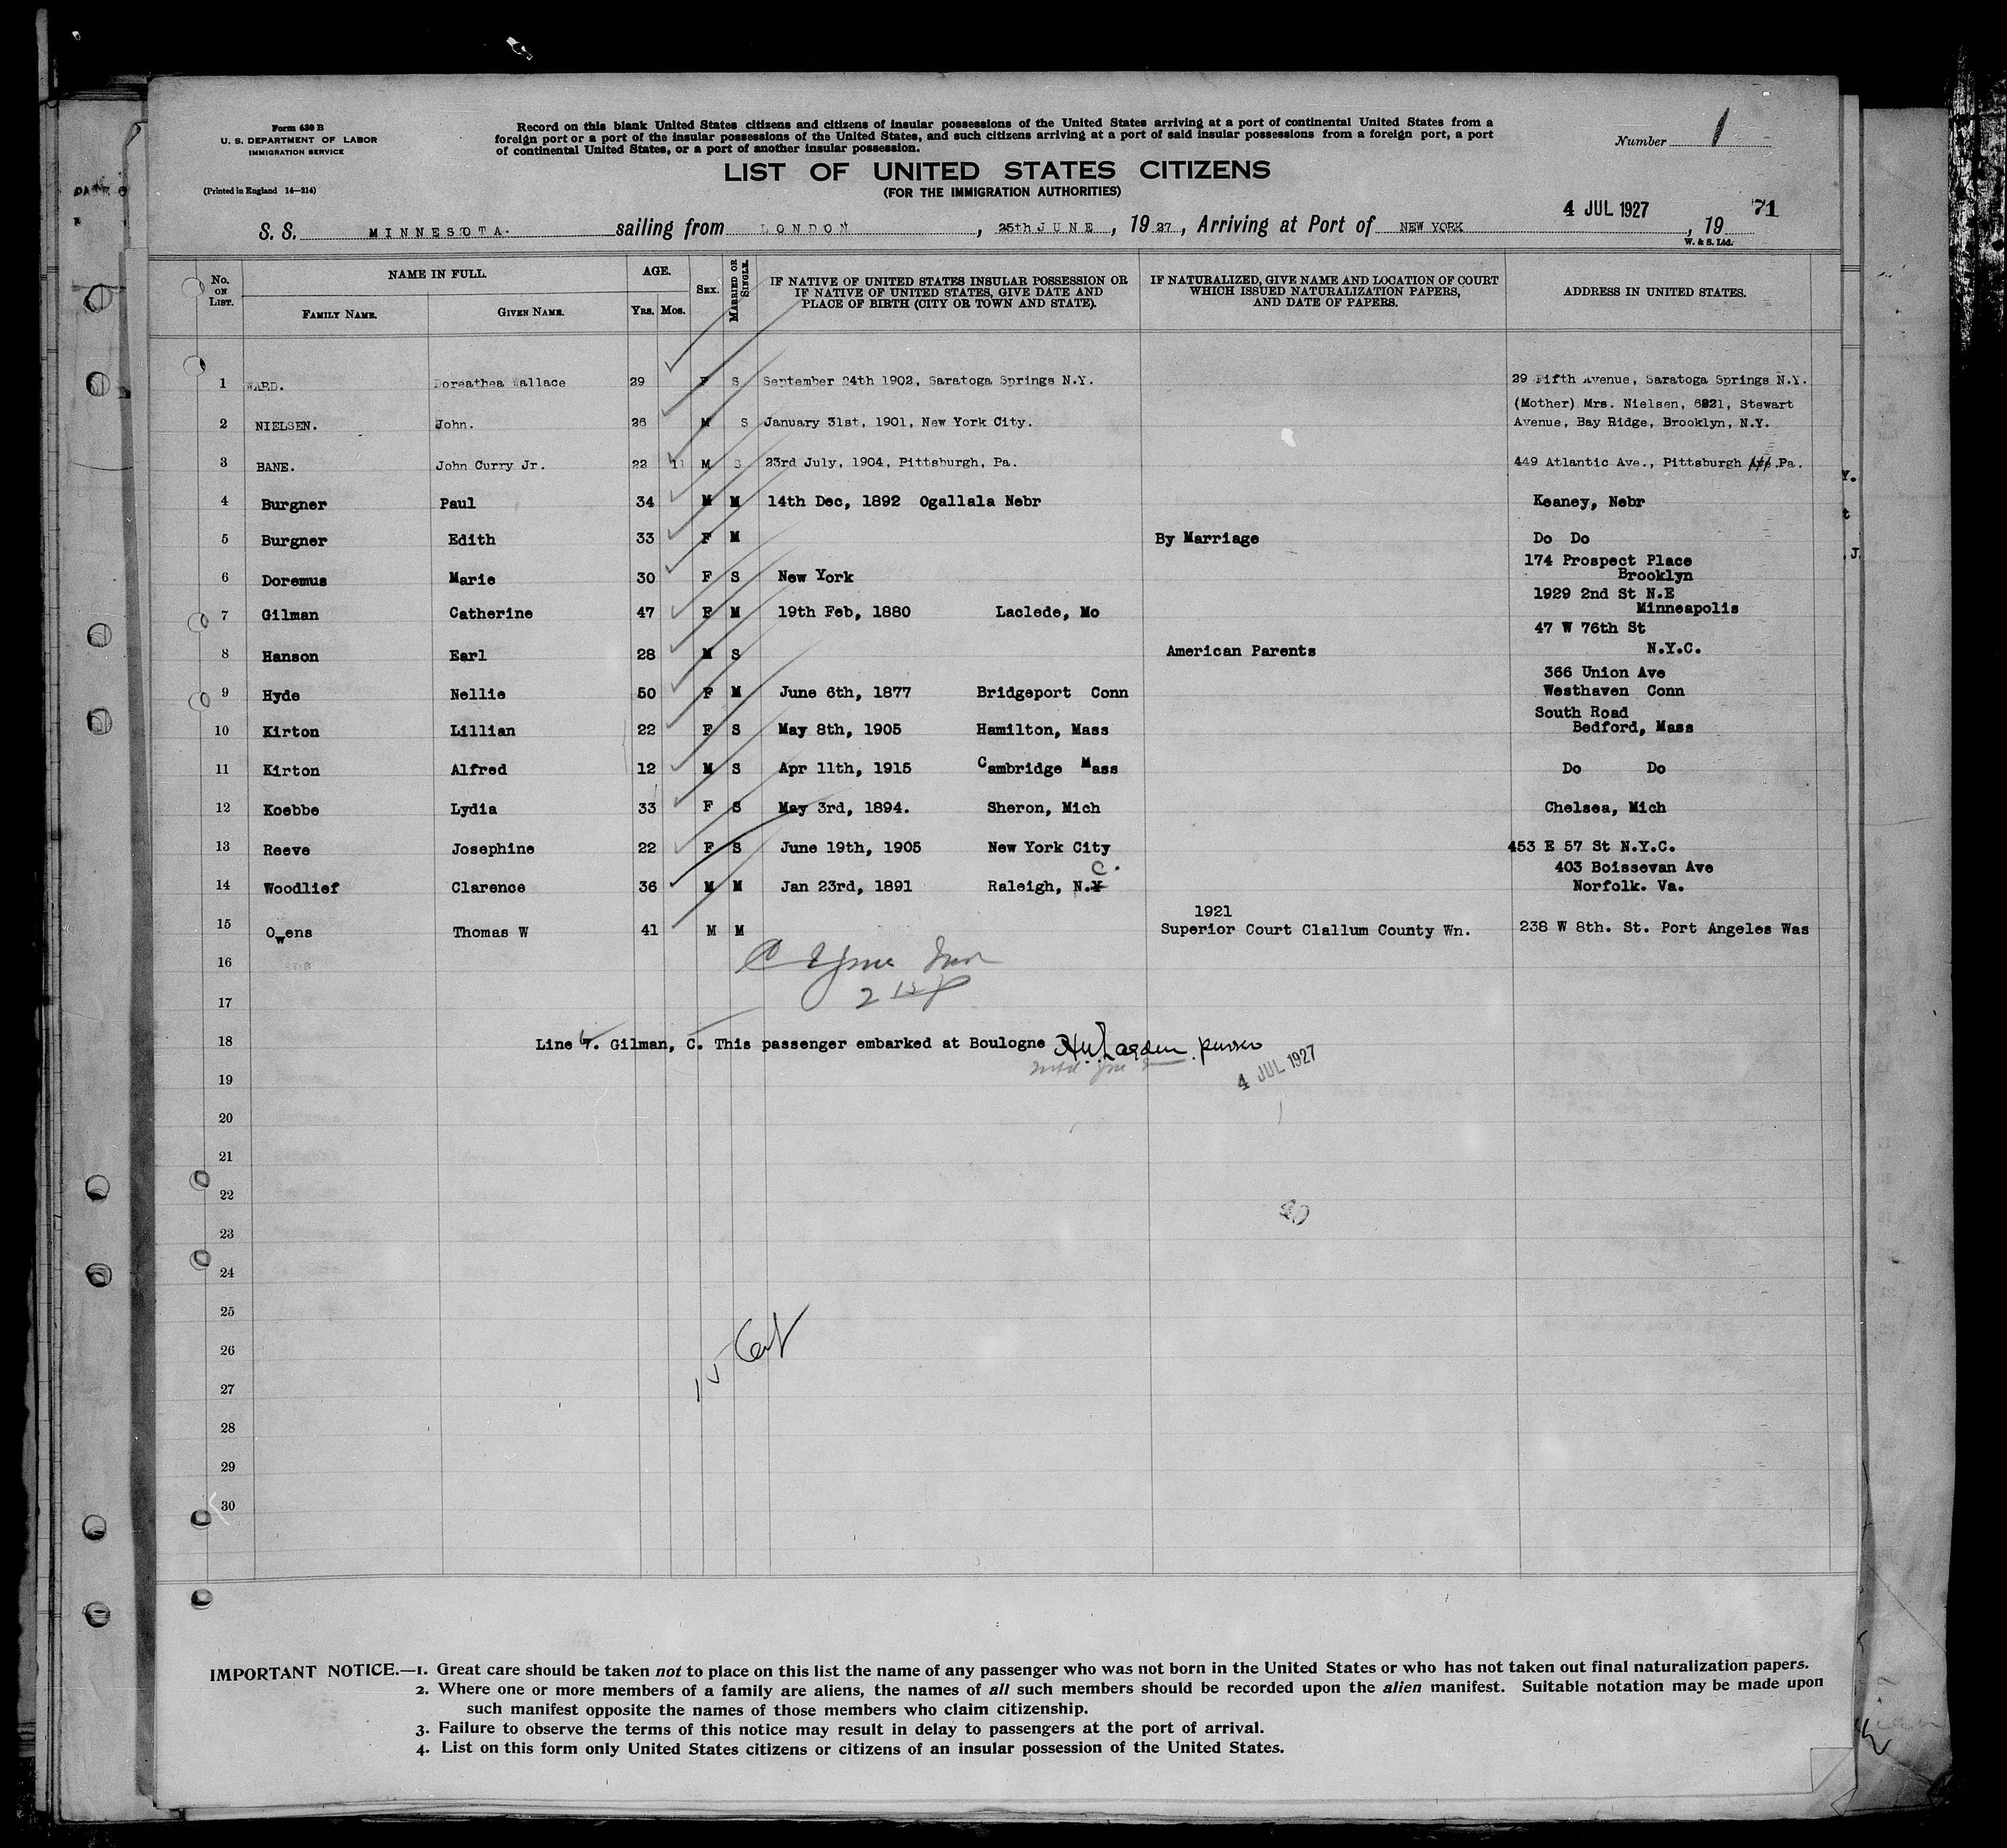 Form 630 B
U. S. DEPARTMENT OF LABOR
IMMIGRATION SERVICE
(Printed in England 14—214)
Record on this blank United States citizens and citizens of insular possessions of the United States arriving at a port of continental United States from a
foreign port or a port of the insular possessions of the United States, and such citizens arriving at a port of said insular possessions from a foreign port, a port
of continental United States, or a port of another insular possession.
Number 1
LIST OF UNITED STATES CITIZENS
(FOR THE IMMIGRATION AUTHORITIES)
S. S. MINNESOTA. sailing from LONDON, 25th JUNE, 1927, Arriving at Port of NEW YORK 4 JUL 1927, 19 71
W. & S. Ltd.
No. ON LIST. NAME IN FULL. FAMILY NAME. GIVEN NAME. AGE. YRS. MOS. SEX. MARRIED OR SINGLE. IF NATIVE OF UNITED STATES INSULAR POSSESSION OR IF NATIVE OF UNITED STATES, GIVE DATE AND PLACE OF BIRTH (CITY OR TOWN AND STATE). IF NATURALIZED, GIVE NAME AND LOCATION OF COURT WHICH ISSUED NATURALIZATION PAPERS, AND DATE OF PAPERS. ADDRESS IN UNITED STATES.
1 WARD. Doreathea Wallace 29 F S September 24th 1902, Saratoga Springs N.Y. 29 Fifth Avenue, Saratoga Springs N.Y.
(Mother) Mrs. Nielsen, 6821, Stewart
2 NIELSEN. John. 26 M S January 31st, 1901, New York City. Avenue, Bay Ridge, Brooklyn, N.Y.
3 BANE. John Curry Jr. 22 11 M S 23rd July, 1904, Pittsburgh, Pa. 449 Atlantic Ave., Pittsburgh Pa.
4 Burgner Paul 34 M M 14th Dec, 1892 Ogallala Nebr Keaney, Nebr
5 Burgner Edith 33 F M By Marriage Do Do
174 Prospect Place
6 Doremus Marie 30 F S New York Brooklyn
1929 2nd St N.E
7 Gilman Catherine 47 F M 19th Feb, 1880 Laclede, Mo Minneapolis
47 W 76th St
8 Hanson Earl 28 M S American Parents N.Y.C.
366 Union Ave
9 Hyde Nellie 50 F M June 6th, 1877 Bridgeport Conn Westhaven Conn
South Road
10 Kirton Lillian 22 F S May 8th, 1905 Hamilton, Mass Bedford, Mass
11 Kirton Alfred 12 M S Apr 11th, 1915 Cambridge Mass Do Do
12 Koebbe Lydia 33 F S May 3rd, 1894. Sheron, Mich Chelsea, Mich
13 Reeve Josephine 22 F S June 19th, 1905 New York City 453 E 57 St N.Y.C.
403 Boissevan Ave
14 Woodlief Clarence 36 M M Jan 23rd, 1891 Raleigh, N.C. Norfolk. Va.
1921
15 Owens Thomas W 41 M M Superior Court Clallum County Wn. 238 W 8th. St. Port Angeles Was
16
17
18 Line 7. Gilman, C. This passenger embarked at Boulogne purser
4 JUL 1927
19
20
21
22
23
24
25
26
27
28
29
30
IMPORTANT NOTICE.—1. Great care should be taken not to place on this list the name of any passenger who was not born in the United States or who has not taken out final naturalization papers.
2. Where one or more members of a family are aliens, the names of all such members should be recorded upon the alien manifest. Suitable notation may be made upon
such manifest opposite the names of those members who claim citizenship.
3. Failure to observe the terms of this notice may result in delay to passengers at the port of arrival.
4. List on this form only United States citizens or citizens of an insular possession of the United States.